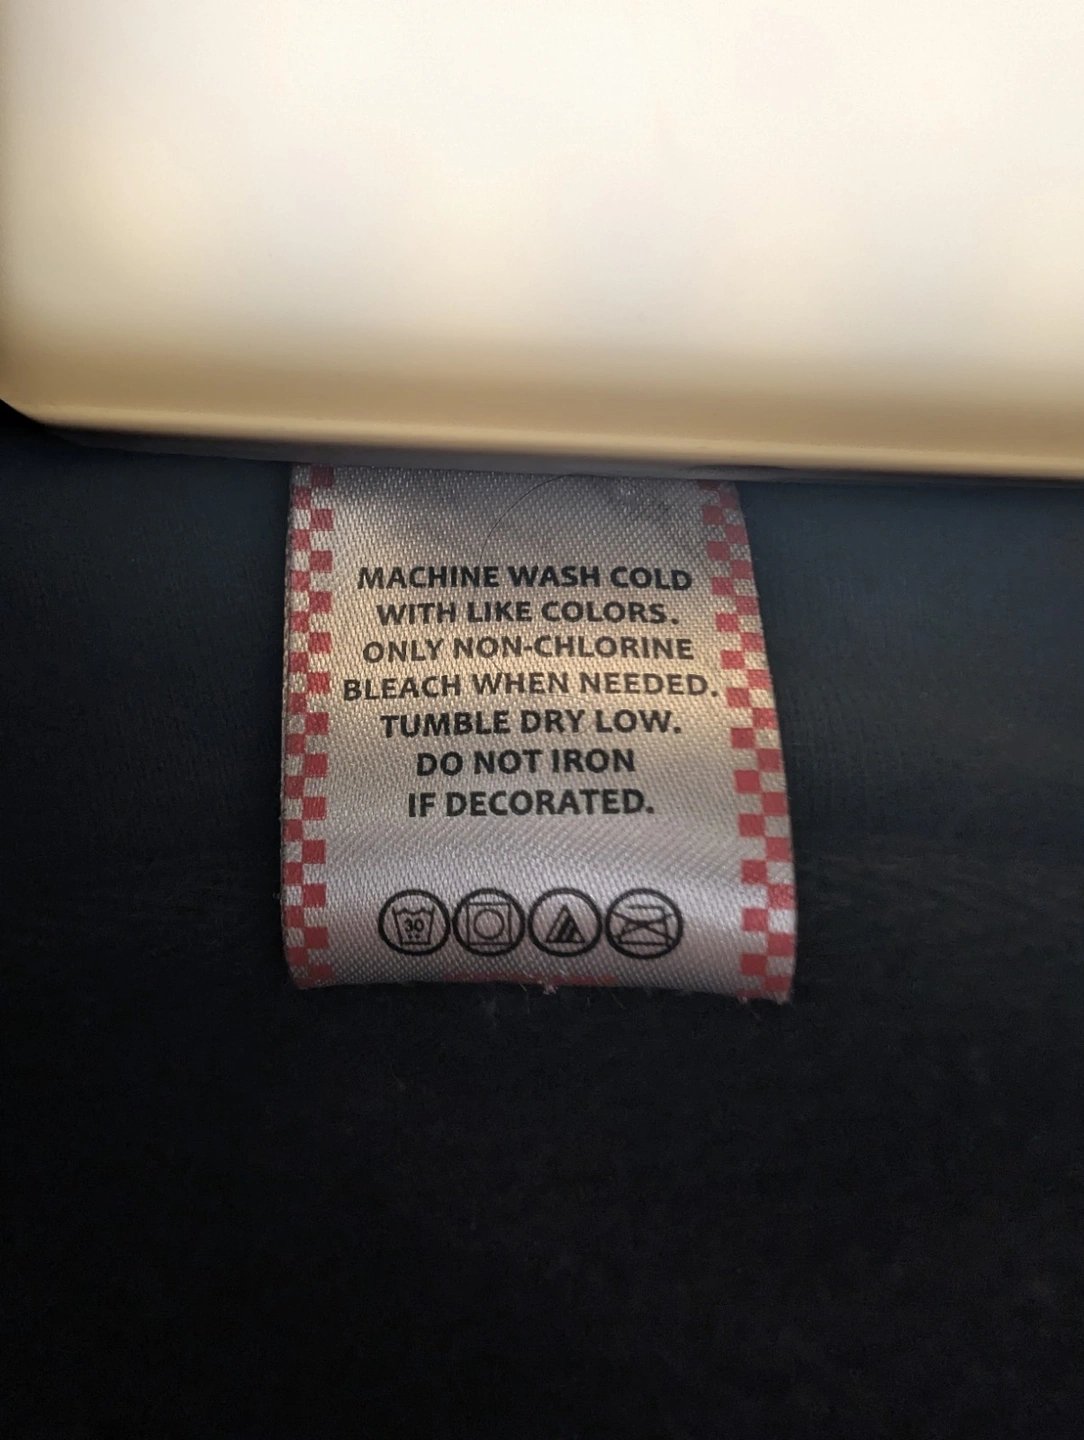 MACHINE WASH COLD
WITH LIKE COLORS.
ONLY NON-CHLORINE
BLEACH WHEN NEEDED.
TUMBLE DRY LOW.
DO NOT IRON
IF DECORATED.
30